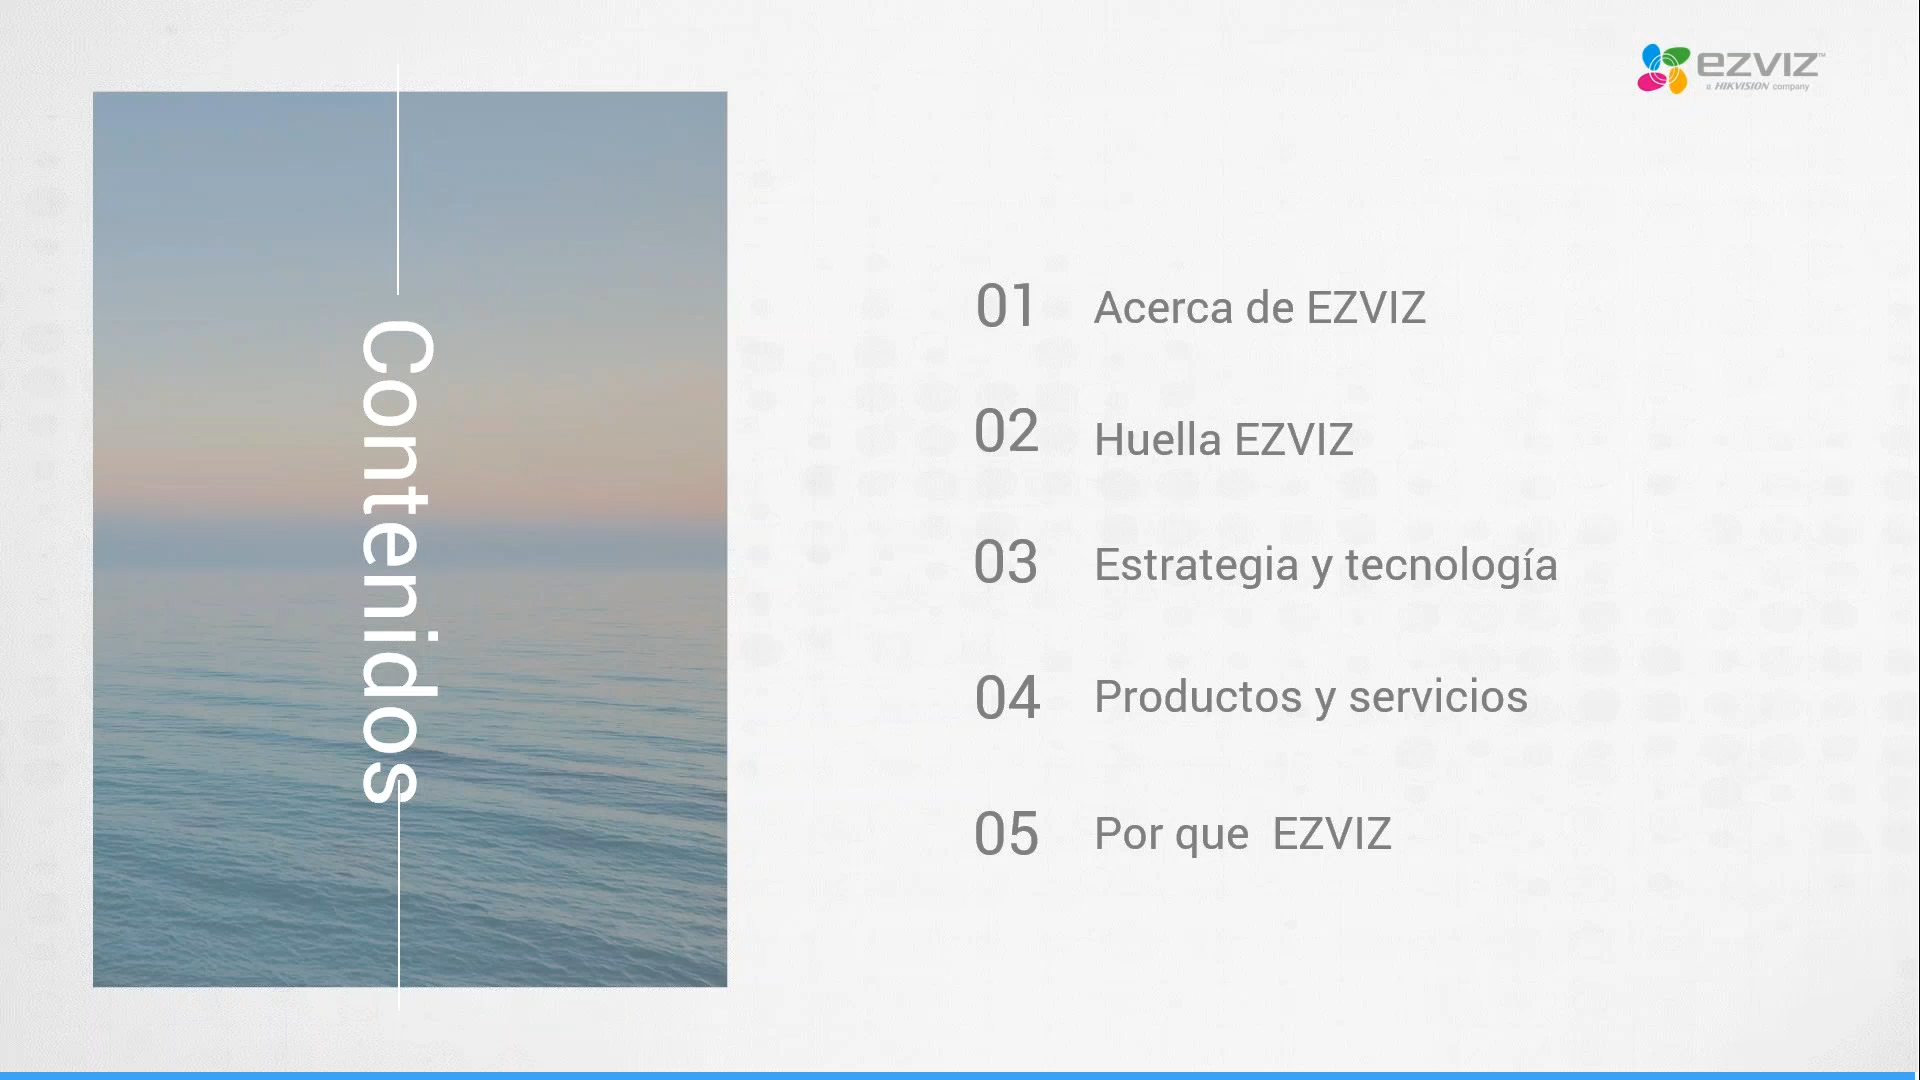 ezviz™
a HIKVISION company
Contenidos
01 Acerca de EZVIZ
02 Huella EZVIZ
03 Estrategia y tecnología
04 Productos y servicios
05 Por que  EZVIZ